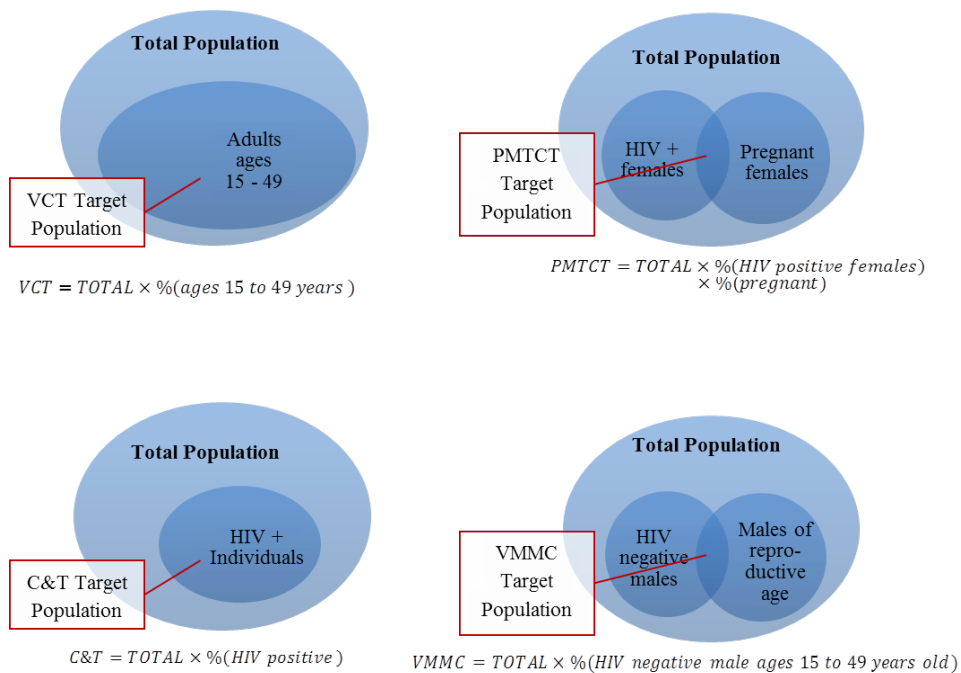 Total Population
Adults
ages
15 - 49
VCT Target
Population
VCT = TOTAL × %(ages 15 to 49 years )
Total Population
HIV +
females
Pregnant
females
PMTCT
Target
Population
PMTCT = TOTAL × %(HIV positive females)
× %(pregnant)
Total Population
HIV +
Individuals
C&T Target
Population
C&T = TOTAL × %(HIV positive )
Total Population
HIV
negative
males
Males of
repro-
ductive
age
VMMC
Target
Population
VMMC = TOTAL × %(HIV negative male ages 15 to 49 years old)